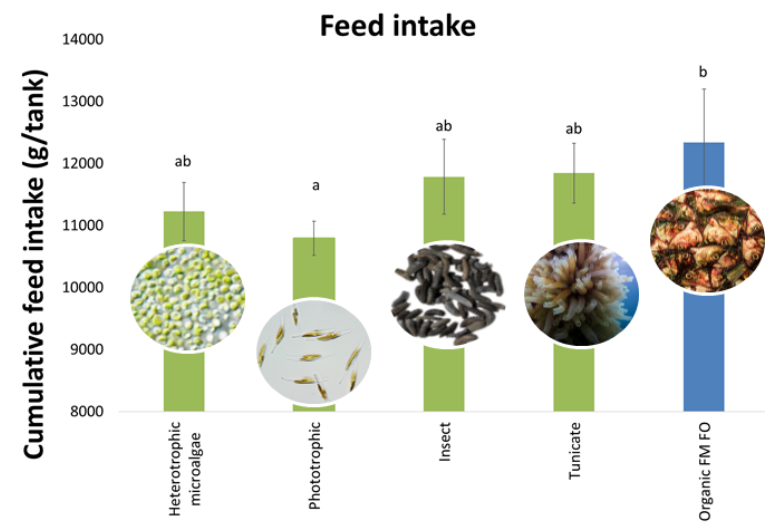 Feed intake
Cumulative feed intake (g/tank)
14000
13000
12000
11000
10000
9000
8000
ab
a
ab
ab
b
Heterotrophic
microalgae
Phototrophic
Insect
Tunicate
Organic FM FO